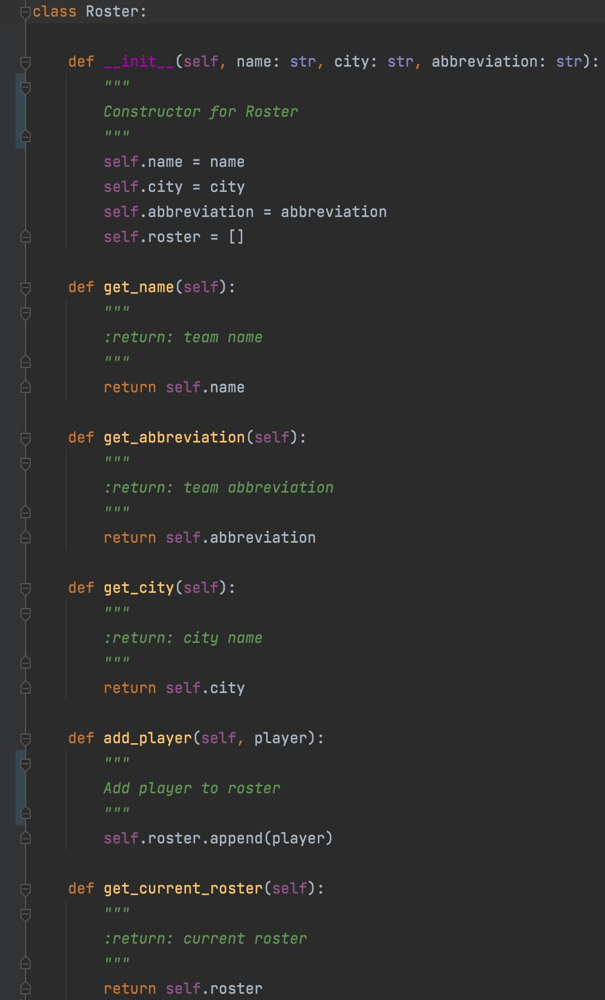 class Roster:
    def __init__(self, name: str, city: str, abbreviation: str):
        """
        Constructor for Roster
        """
        self.name = name
        self.city = city
        self.abbreviation = abbreviation
        self.roster = []
    def get_name(self):
        """
        :return: team name
        """
        return self.name
    def get_abbreviation(self):
        """
        :return: team abbreviation
        """
        return self.abbreviation
    def get_city(self):
        """
        :return: city name
        """
        return self.city
    def add_player(self, player):
        """
        Add player to roster
        """
        self.roster.append(player)
    def get_current_roster(self):
        """
        :return: current roster
        """
        return self.roster